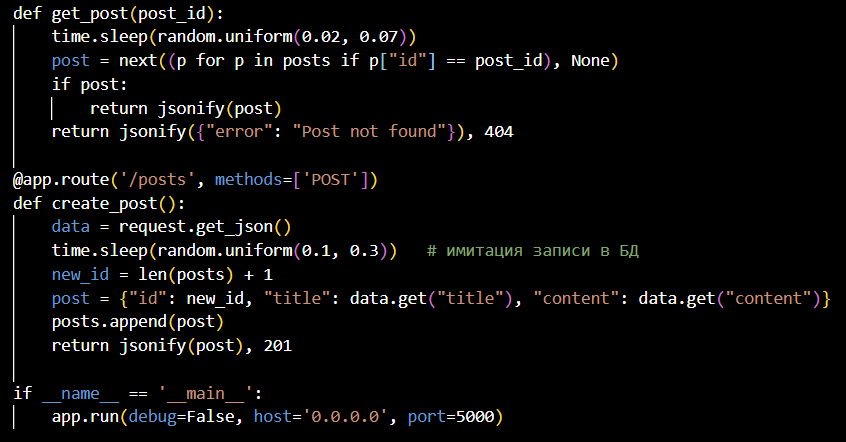 def get_post(post_id):
    time.sleep(random.uniform(0.02, 0.07))
    post = next((p for p in posts if p["id"] == post_id), None)
    if post:
        return jsonify(post)
    return jsonify({"error": "Post not found"}), 404
@app.route('/posts', methods=['POST'])
def create_post():
    data = request.get_json()
    time.sleep(random.uniform(0.1, 0.3))   # имитация записи в БД
    new_id = len(posts) + 1
    post = {"id": new_id, "title": data.get("title"), "content": data.get("content")}
    posts.append(post)
    return jsonify(post), 201
if __name__ == '__main__':
    app.run(debug=False, host='0.0.0.0', port=5000)